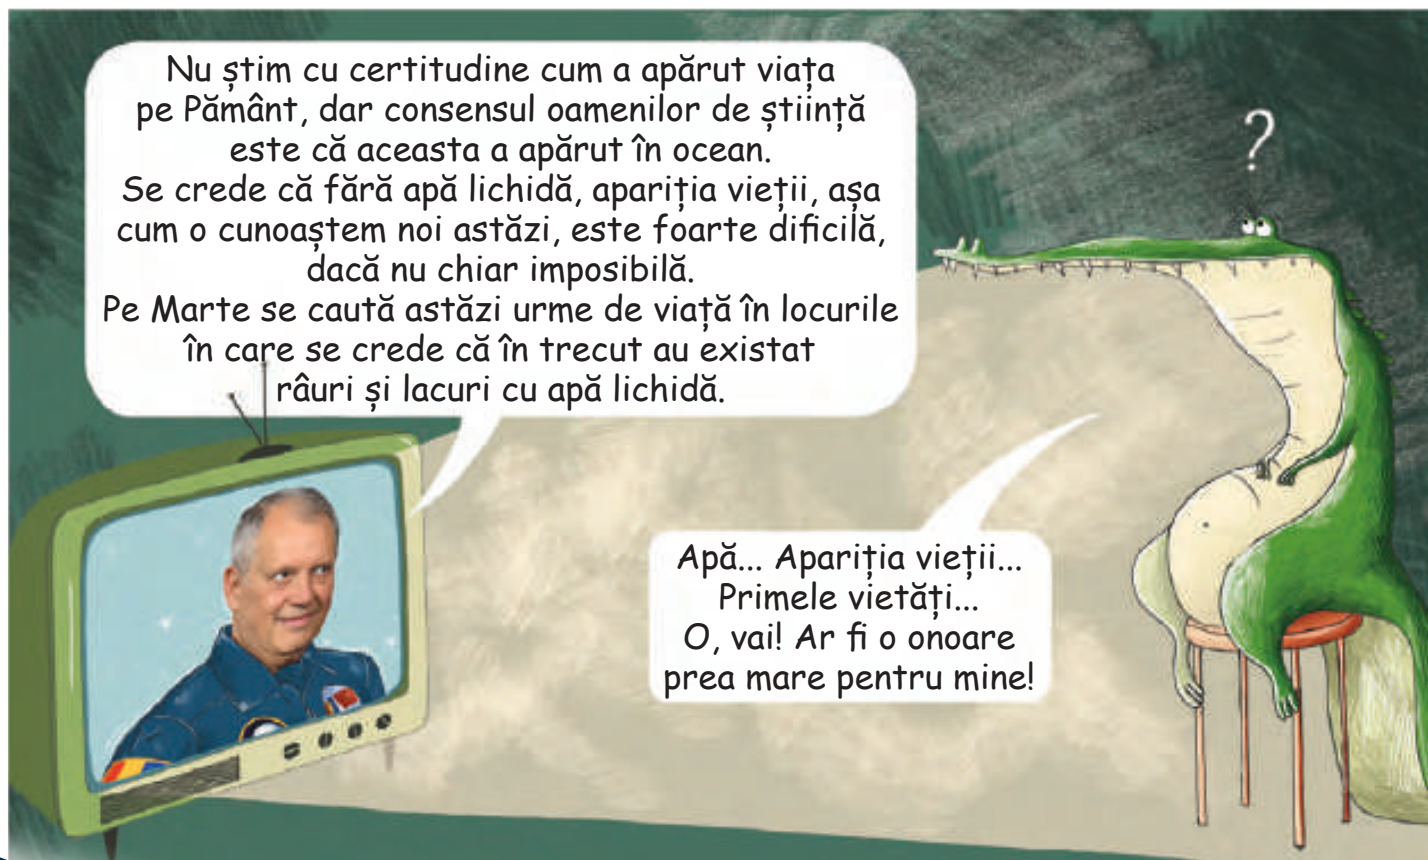 Nu știm cu certitudine cum a apărut viața
pe Pământ, dar consensul oamenilor de știință
este că aceasta a apărut în ocean.
Se crede că fără apă lichidă, apariția vieții, așa
cum o cunoaștem noi astăzi, este foarte dificilă,
dacă nu chiar imposibilă.
Pe Marte se caută astăzi urme de viață în locurile
în care se crede că în trecut au existat
râuri și lacuri cu apă lichidă.
?
Apă... Apariția vieții...
Primele vietăți...
O, vai! Ar fi o onoare
prea mare pentru mine!